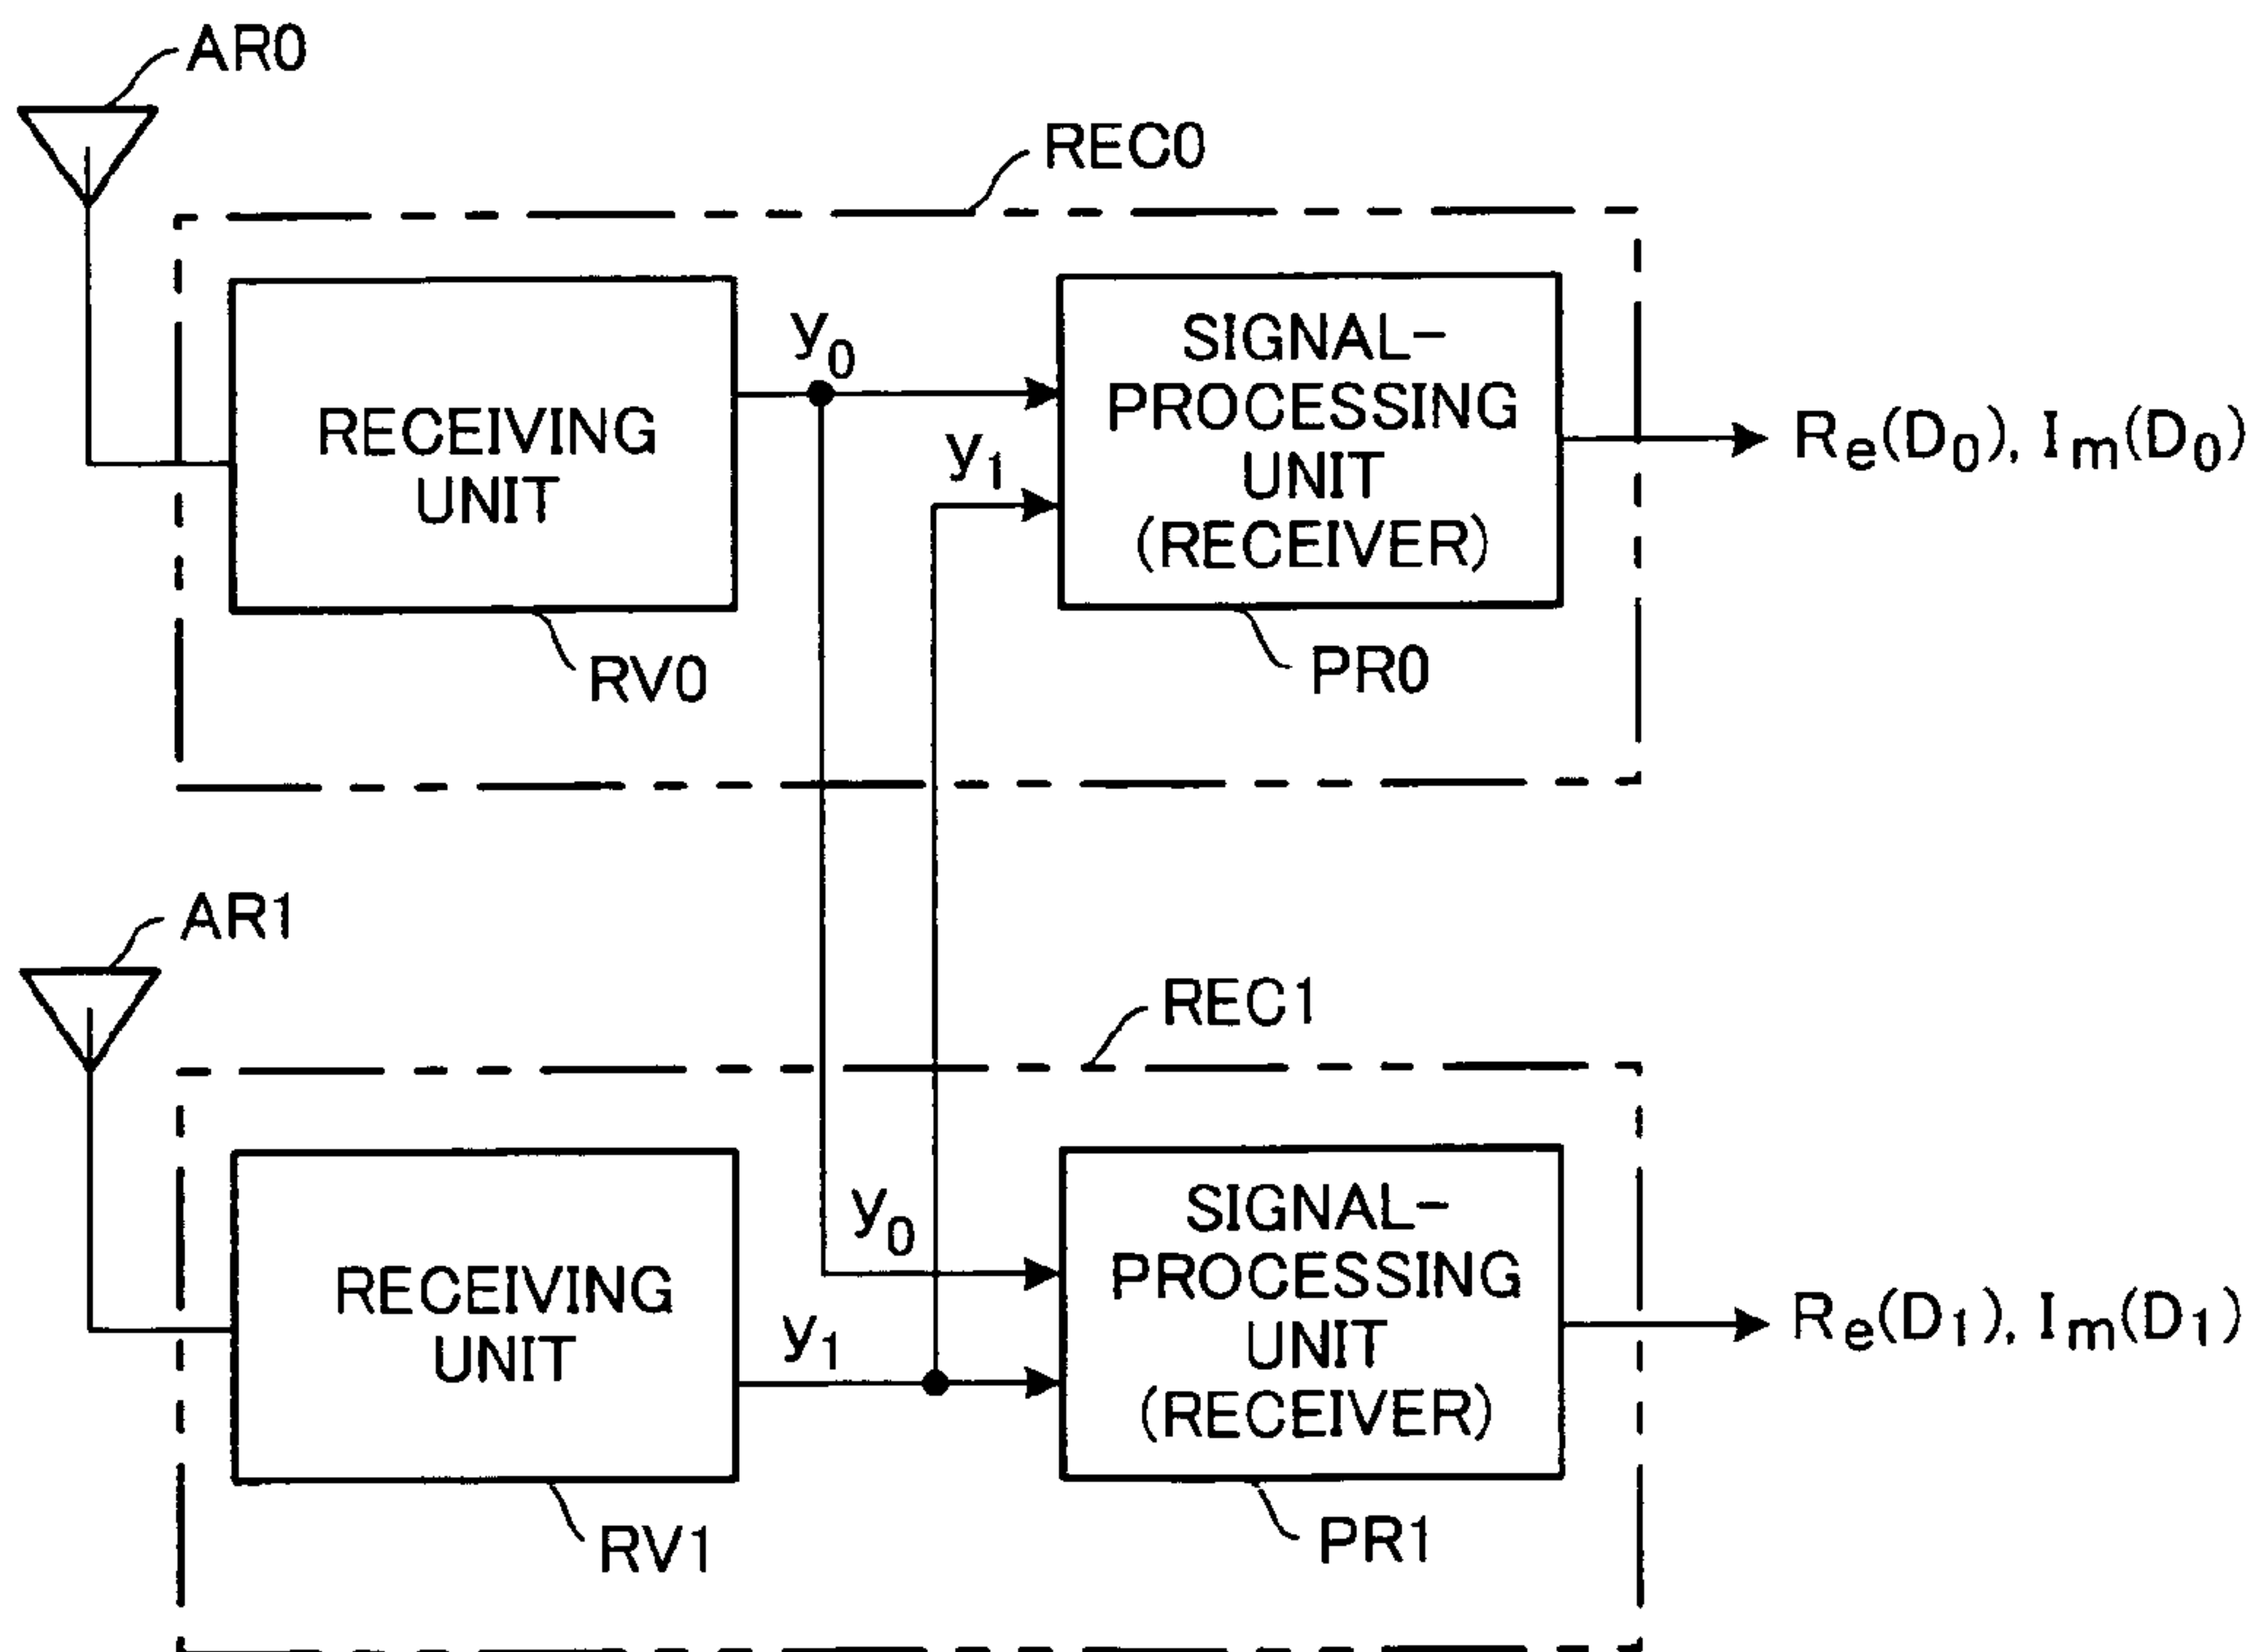 AR0
REC0
RECEIVING
UNIT
y0
y1
SIGNAL-
PROCESSING
UNIT
(RECEIVER)
Re(D0), Im(D0)
RV0
PR0
AR1
REC1
RECEIVING
UNIT
y0
y1
SIGNAL-
PROCESSING
UNIT
(RECEIVER)
Re(D1), Im(D1)
RV1
PR1